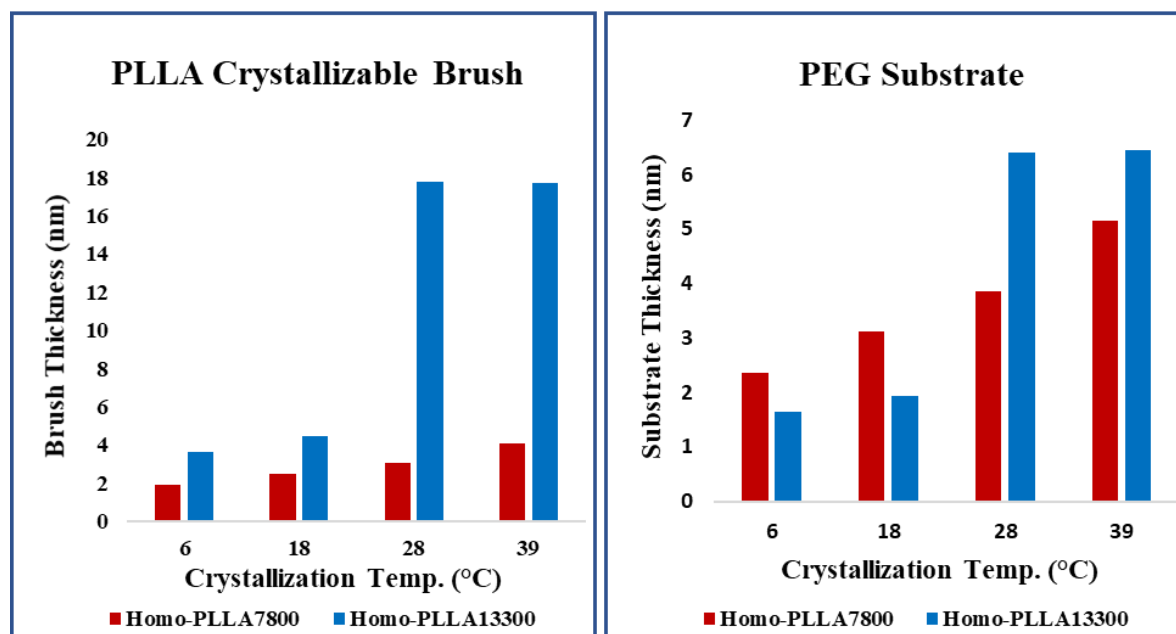 PLLA Crystallizable Brush
Brush Thickness (nm)
20
18
16
14
12
10
8
6
4
2
0
6 18 28 39
Crystallization Temp. (°C)
Homo-PLLA7800 Homo-PLLA13300
PEG Substrate
Substrate Thickness (nm)
7
6
5
4
3
2
1
0
6 18 28 39
Crystallization Temp. (°C)
Homo-PLLA7800 Homo-PLLA13300